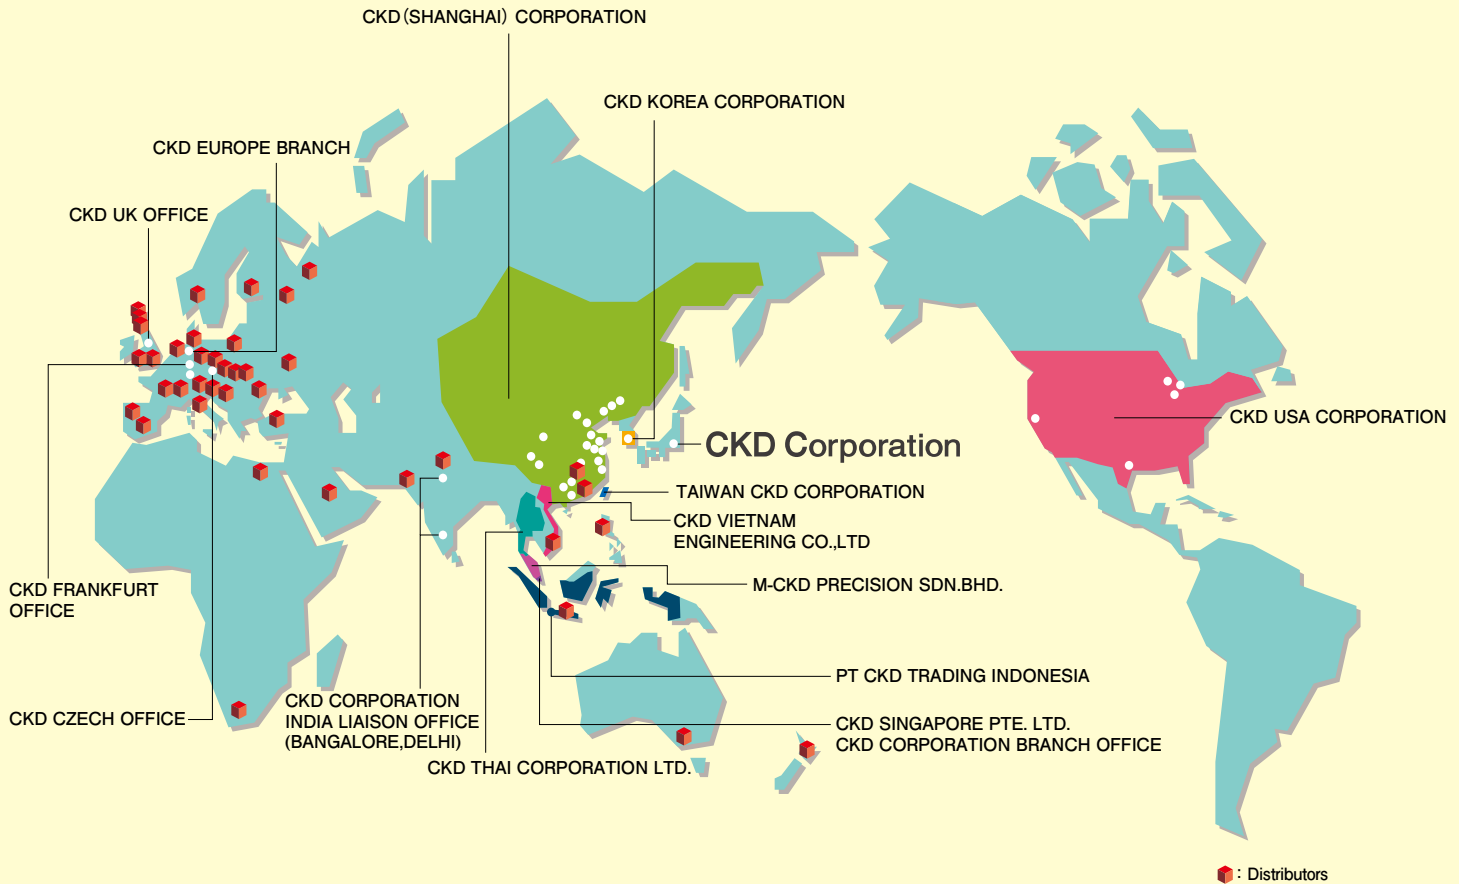 CKD(SHANGHAI) CORPORATION
CKD KOREA CORPORATION
CKD EUROPE BRANCH
CKD UK OFFICE
CKD USA CORPORATION
CKD Corporation
TAIWAN CKD CORPORATION
CKD VIETNAM
ENGINEERING CO.,LTD
M-CKD PRECISION SDN.BHD.
CKD FRANKFURT
OFFICE
PT CKD TRADING INDONESIA
CKD CZECH OFFICE
CKD CORPORATION
INDIA LIAISON OFFICE
(BANGALORE,DELHI)
CKD SINGAPORE PTE. LTD.
CKD CORPORATION BRANCH OFFICE
CKD THAI CORPORATION LTD.
: Distributors